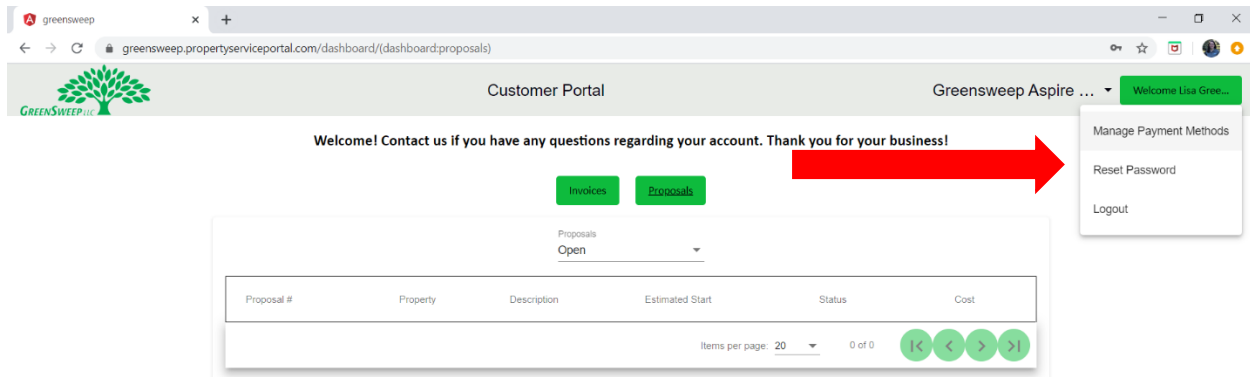 greensweep
greensweep.propertyserviceportal.com/dashboard/(dashboard:proposals)
GREENSWEEP LLC
Customer Portal
Greensweep Aspire ...
Welcome Lisa Gree...
Manage Payment Methods
Welcome! Contact us if you have any questions regarding your account. Thank you for your business!
Reset Password
Invoices
Proposals
Logout
Proposals
Open
Proposal # Property Description Estimated Start Status Cost
Items per page: 20 0 of 0